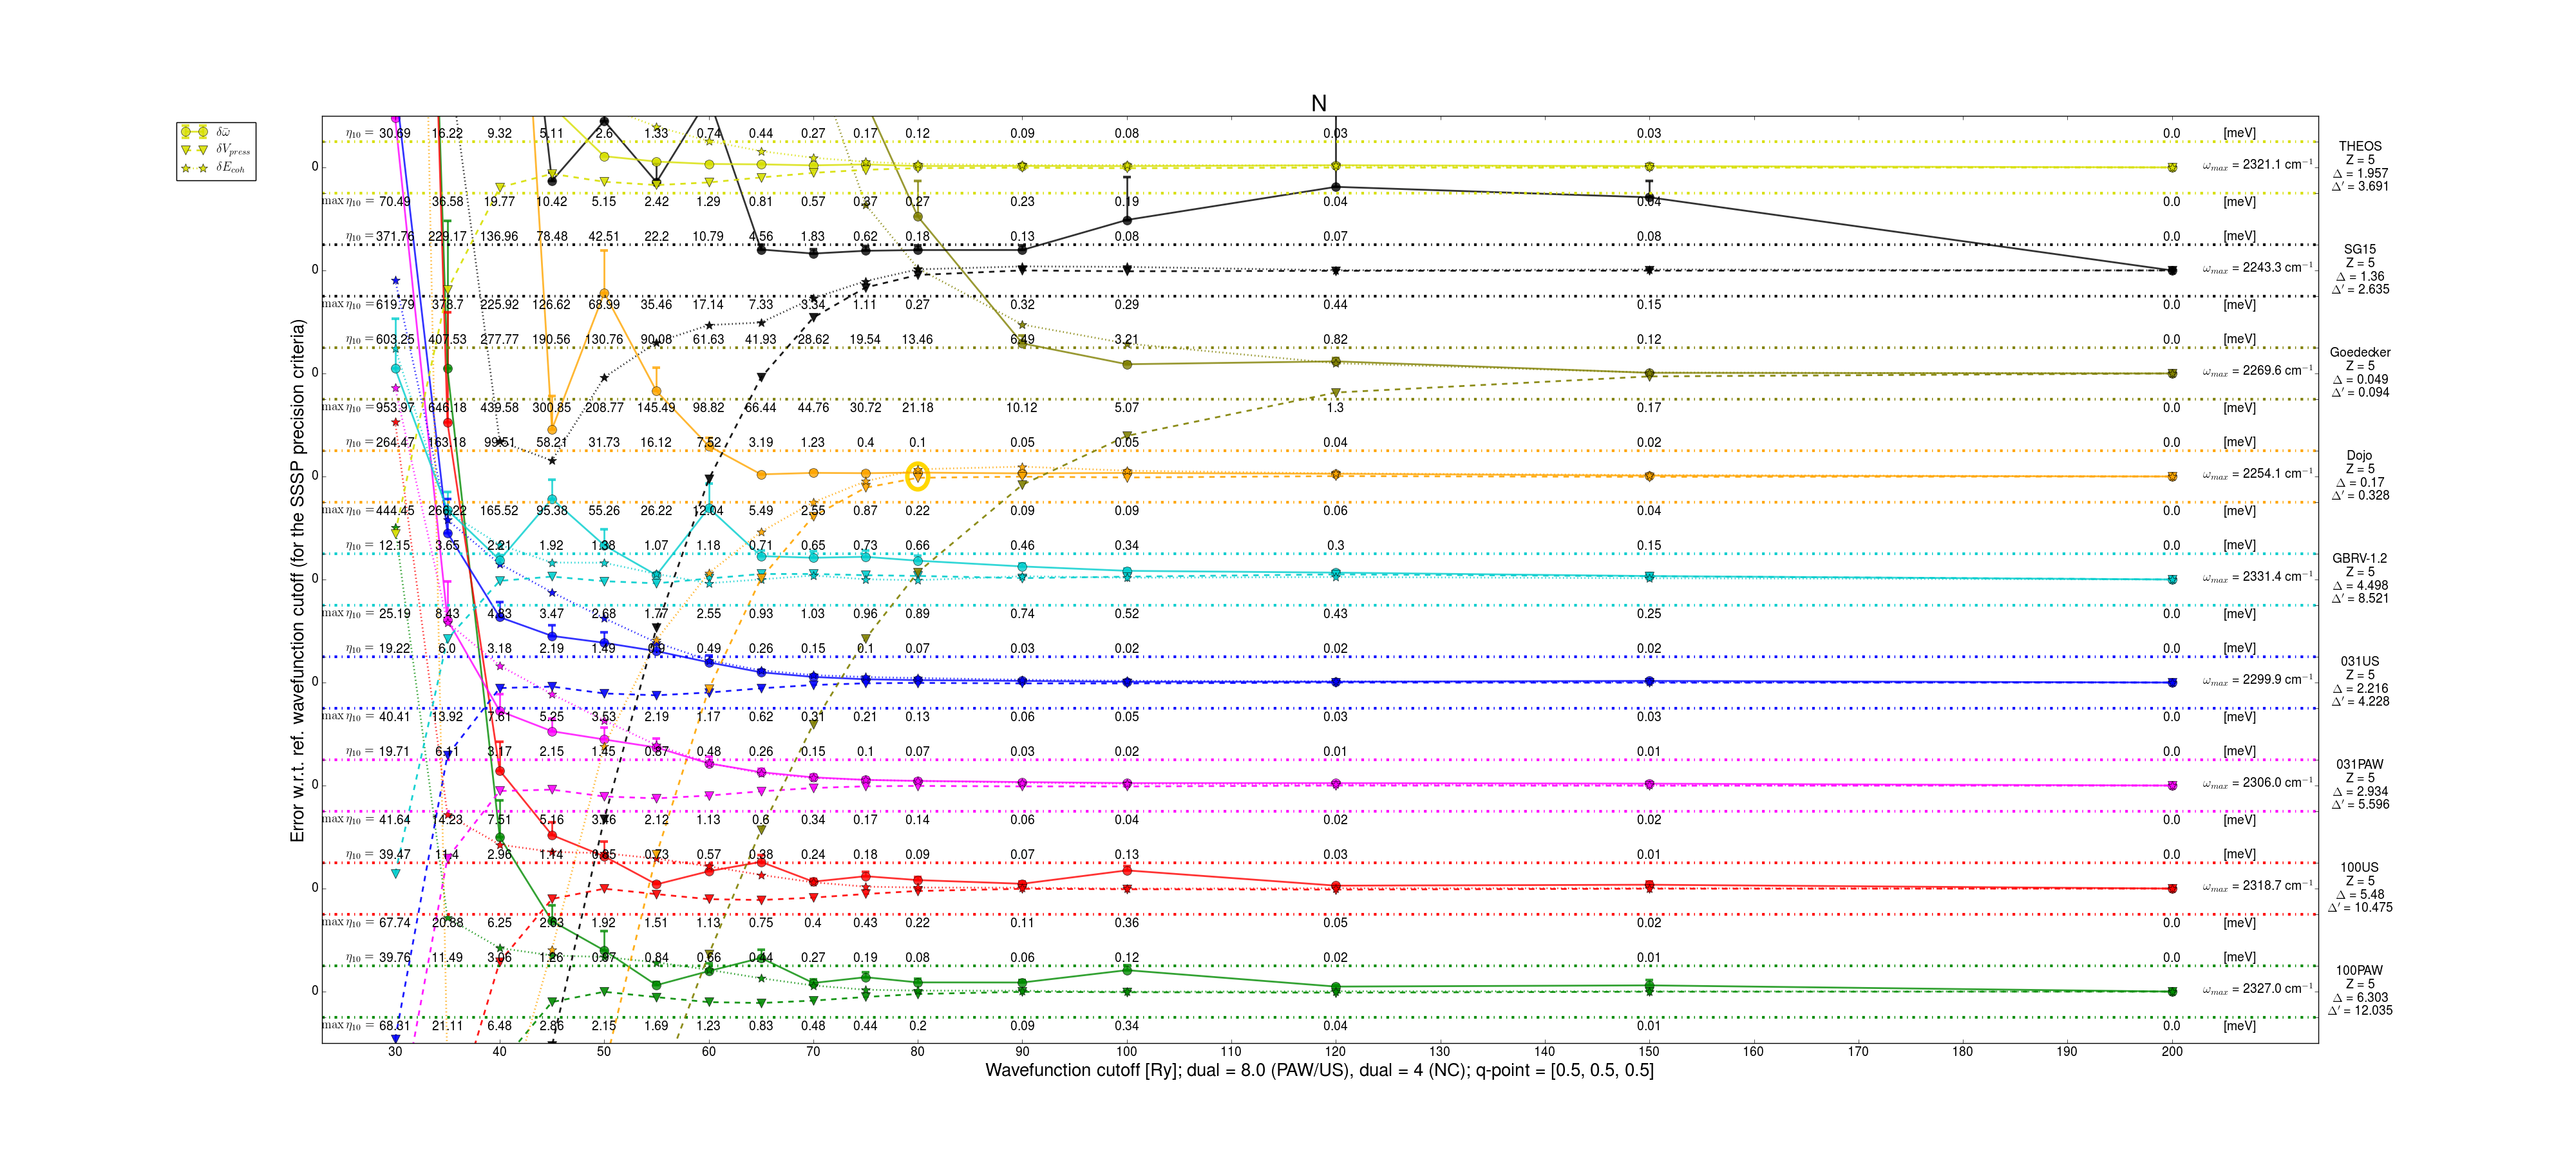 N
δω̄
δV_press
δE_coh
Error w.r.t. ref. wavefunction cutoff (for the SSSP precision criteria)
η₁₀ = 30.69 16.22 9.32 5.11 2.6 1.33 0.74 0.44 0.27 0.17 0.12 0.09 0.08 0.03 0.03 0.0 [meV]
0 ω_max = 2321.1 cm⁻¹
max η₁₀ = 70.49 36.58 19.77 10.42 5.15 2.42 1.29 0.81 0.57 0.37 0.27 0.23 0.19 0.04 0.04 0.0 [meV]
THEOS
Z = 5
Δ = 1.957
Δ′ = 3.691
η₁₀ = 371.76 229.17 136.96 78.48 42.51 22.2 10.79 4.56 1.83 0.62 0.18 0.13 0.08 0.07 0.08 0.0 [meV]
0 ω_max = 2243.3 cm⁻¹
max η₁₀ = 619.79 378.7 225.92 126.62 68.99 35.46 17.14 7.33 3.34 1.11 0.27 0.32 0.29 0.44 0.15 0.0 [meV]
SG15
Z = 5
Δ = 1.36
Δ′ = 2.635
η₁₀ = 603.25 407.53 277.77 190.56 130.76 90.08 61.63 41.93 28.62 19.54 13.46 6.49 3.21 0.82 0.12 0.0 [meV]
0 ω_max = 2269.6 cm⁻¹
max η₁₀ = 953.97 646.18 439.58 300.85 208.77 145.49 98.82 66.44 44.76 30.72 21.18 10.12 5.07 1.3 0.17 0.0 [meV]
Goedecker
Z = 5
Δ = 0.049
Δ′ = 0.094
η₁₀ = 264.47 163.18 99.51 58.21 31.73 16.12 7.52 3.19 1.23 0.4 0.1 0.05 0.05 0.04 0.02 0.0 [meV]
0 ω_max = 2254.1 cm⁻¹
max η₁₀ = 444.45 266.22 165.52 95.38 55.26 26.22 12.04 5.49 2.55 0.87 0.22 0.09 0.09 0.06 0.04 0.0 [meV]
Dojo
Z = 5
Δ = 0.17
Δ′ = 0.328
η₁₀ = 12.15 3.65 2.21 1.92 1.38 1.07 1.18 0.71 0.65 0.73 0.66 0.46 0.34 0.3 0.15 0.0 [meV]
0 ω_max = 2331.4 cm⁻¹
max η₁₀ = 25.19 8.43 4.83 3.47 2.68 1.77 2.55 0.93 1.03 0.96 0.89 0.74 0.52 0.43 0.25 0.0 [meV]
GBRV-1.2
Z = 5
Δ = 4.498
Δ′ = 8.521
η₁₀ = 19.22 6.0 3.18 2.19 1.49 0.9 0.49 0.26 0.15 0.1 0.07 0.03 0.02 0.02 0.02 0.0 [meV]
0 ω_max = 2299.9 cm⁻¹
max η₁₀ = 40.41 13.92 7.61 5.25 3.53 2.19 1.17 0.62 0.31 0.21 0.13 0.06 0.05 0.03 0.03 0.0 [meV]
031US
Z = 5
Δ = 2.216
Δ′ = 4.228
η₁₀ = 19.71 6.11 3.17 2.15 1.45 0.87 0.48 0.26 0.15 0.1 0.07 0.03 0.02 0.01 0.01 0.0 [meV]
0 ω_max = 2306.0 cm⁻¹
max η₁₀ = 41.64 14.23 7.51 5.16 2.12 1.13 0.6 0.34 0.17 0.14 0.06 0.04 0.02 0.02 0.0 [meV]
031PAW
Z = 5
Δ = 2.934
Δ′ = 5.596
η₁₀ = 39.47 11.4 2.96 1.14 0.85 0.73 0.57 0.38 0.24 0.18 0.09 0.07 0.13 0.03 0.01 0.0 [meV]
0 ω_max = 2318.7 cm⁻¹
max η₁₀ = 67.74 20.88 6.25 2.63 1.92 1.51 1.13 0.75 0.4 0.43 0.22 0.11 0.36 0.05 0.02 0.0 [meV]
100US
Z = 5
Δ = 5.48
Δ′ = 10.475
η₁₀ = 39.76 11.49 3.06 1.26 0.97 0.84 0.66 0.44 0.27 0.19 0.08 0.06 0.12 0.02 0.01 0.0 [meV]
0 ω_max = 2327.0 cm⁻¹
max η₁₀ = 68.31 21.11 6.48 2.86 2.15 1.69 1.23 0.83 0.48 0.44 0.2 0.09 0.34 0.04 0.01 0.0 [meV]
100PAW
Z = 5
Δ = 6.303
Δ′ = 12.035
30 40 50 60 70 80 90 100 110 120 130 140 150 160 170 180 190 200
Wavefunction cutoff [Ry]; dual = 8.0 (PAW/US), dual = 4 (NC); q-point = [0.5, 0.5, 0.5]